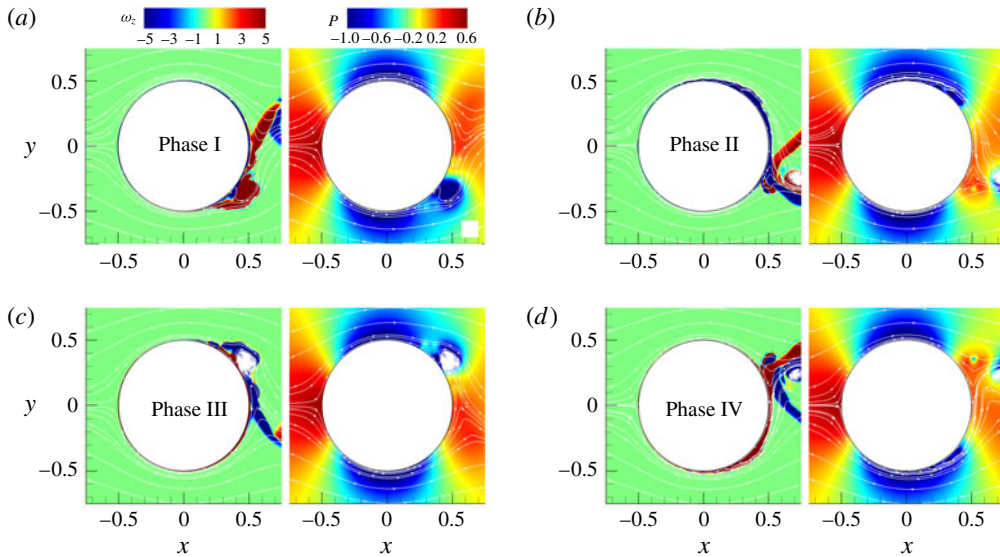 (a) ωz P (b)
−5 −3 −1 1 3 5 −1.0 −0.6 −0.2 0.2 0.6
0.5 0.5
y 0 Phase I y 0 Phase II
−0.5 −0.5
−0.5 0 0.5 −0.5 0 0.5 −0.5 0 0.5 −0.5 0 0.5
(c) (d)
0.5 0.5
y 0 Phase III y 0 Phase IV
−0.5 −0.5
−0.5 0 0.5 −0.5 0 0.5 −0.5 0 0.5 −0.5 0 0.5
x x x x